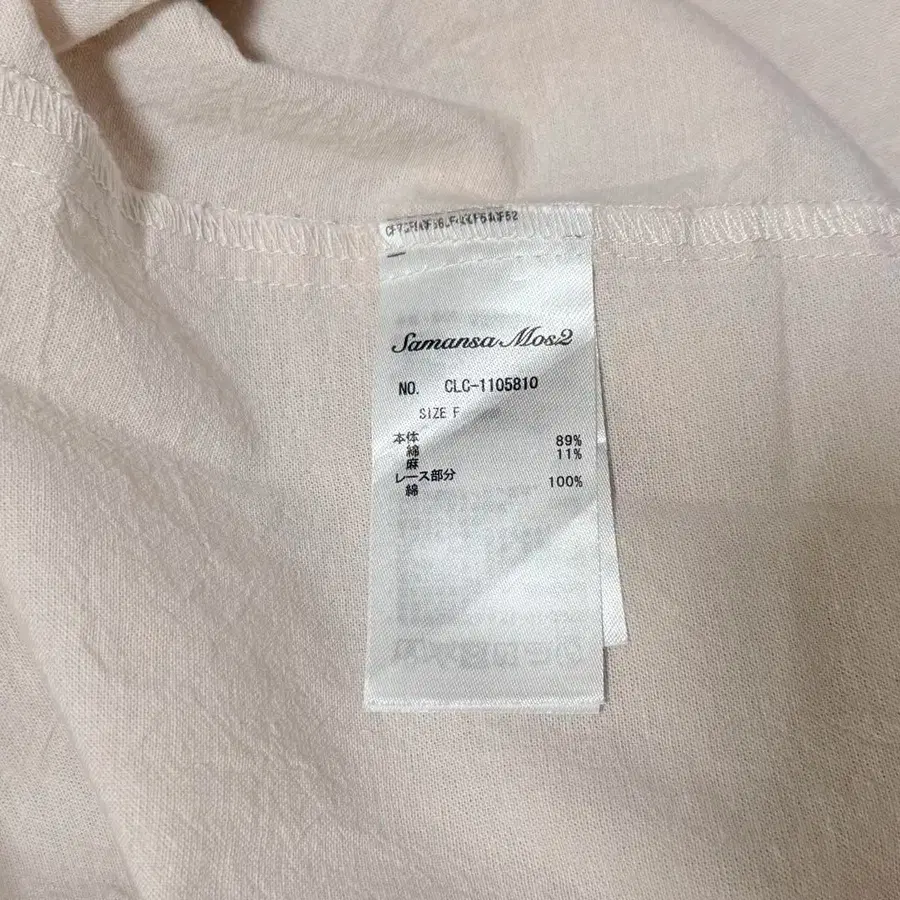 Samansa Mos2
NO. CLC-1105810
SIZE F
本体
綿 89%
麻 11%
レース部分
綿 100%